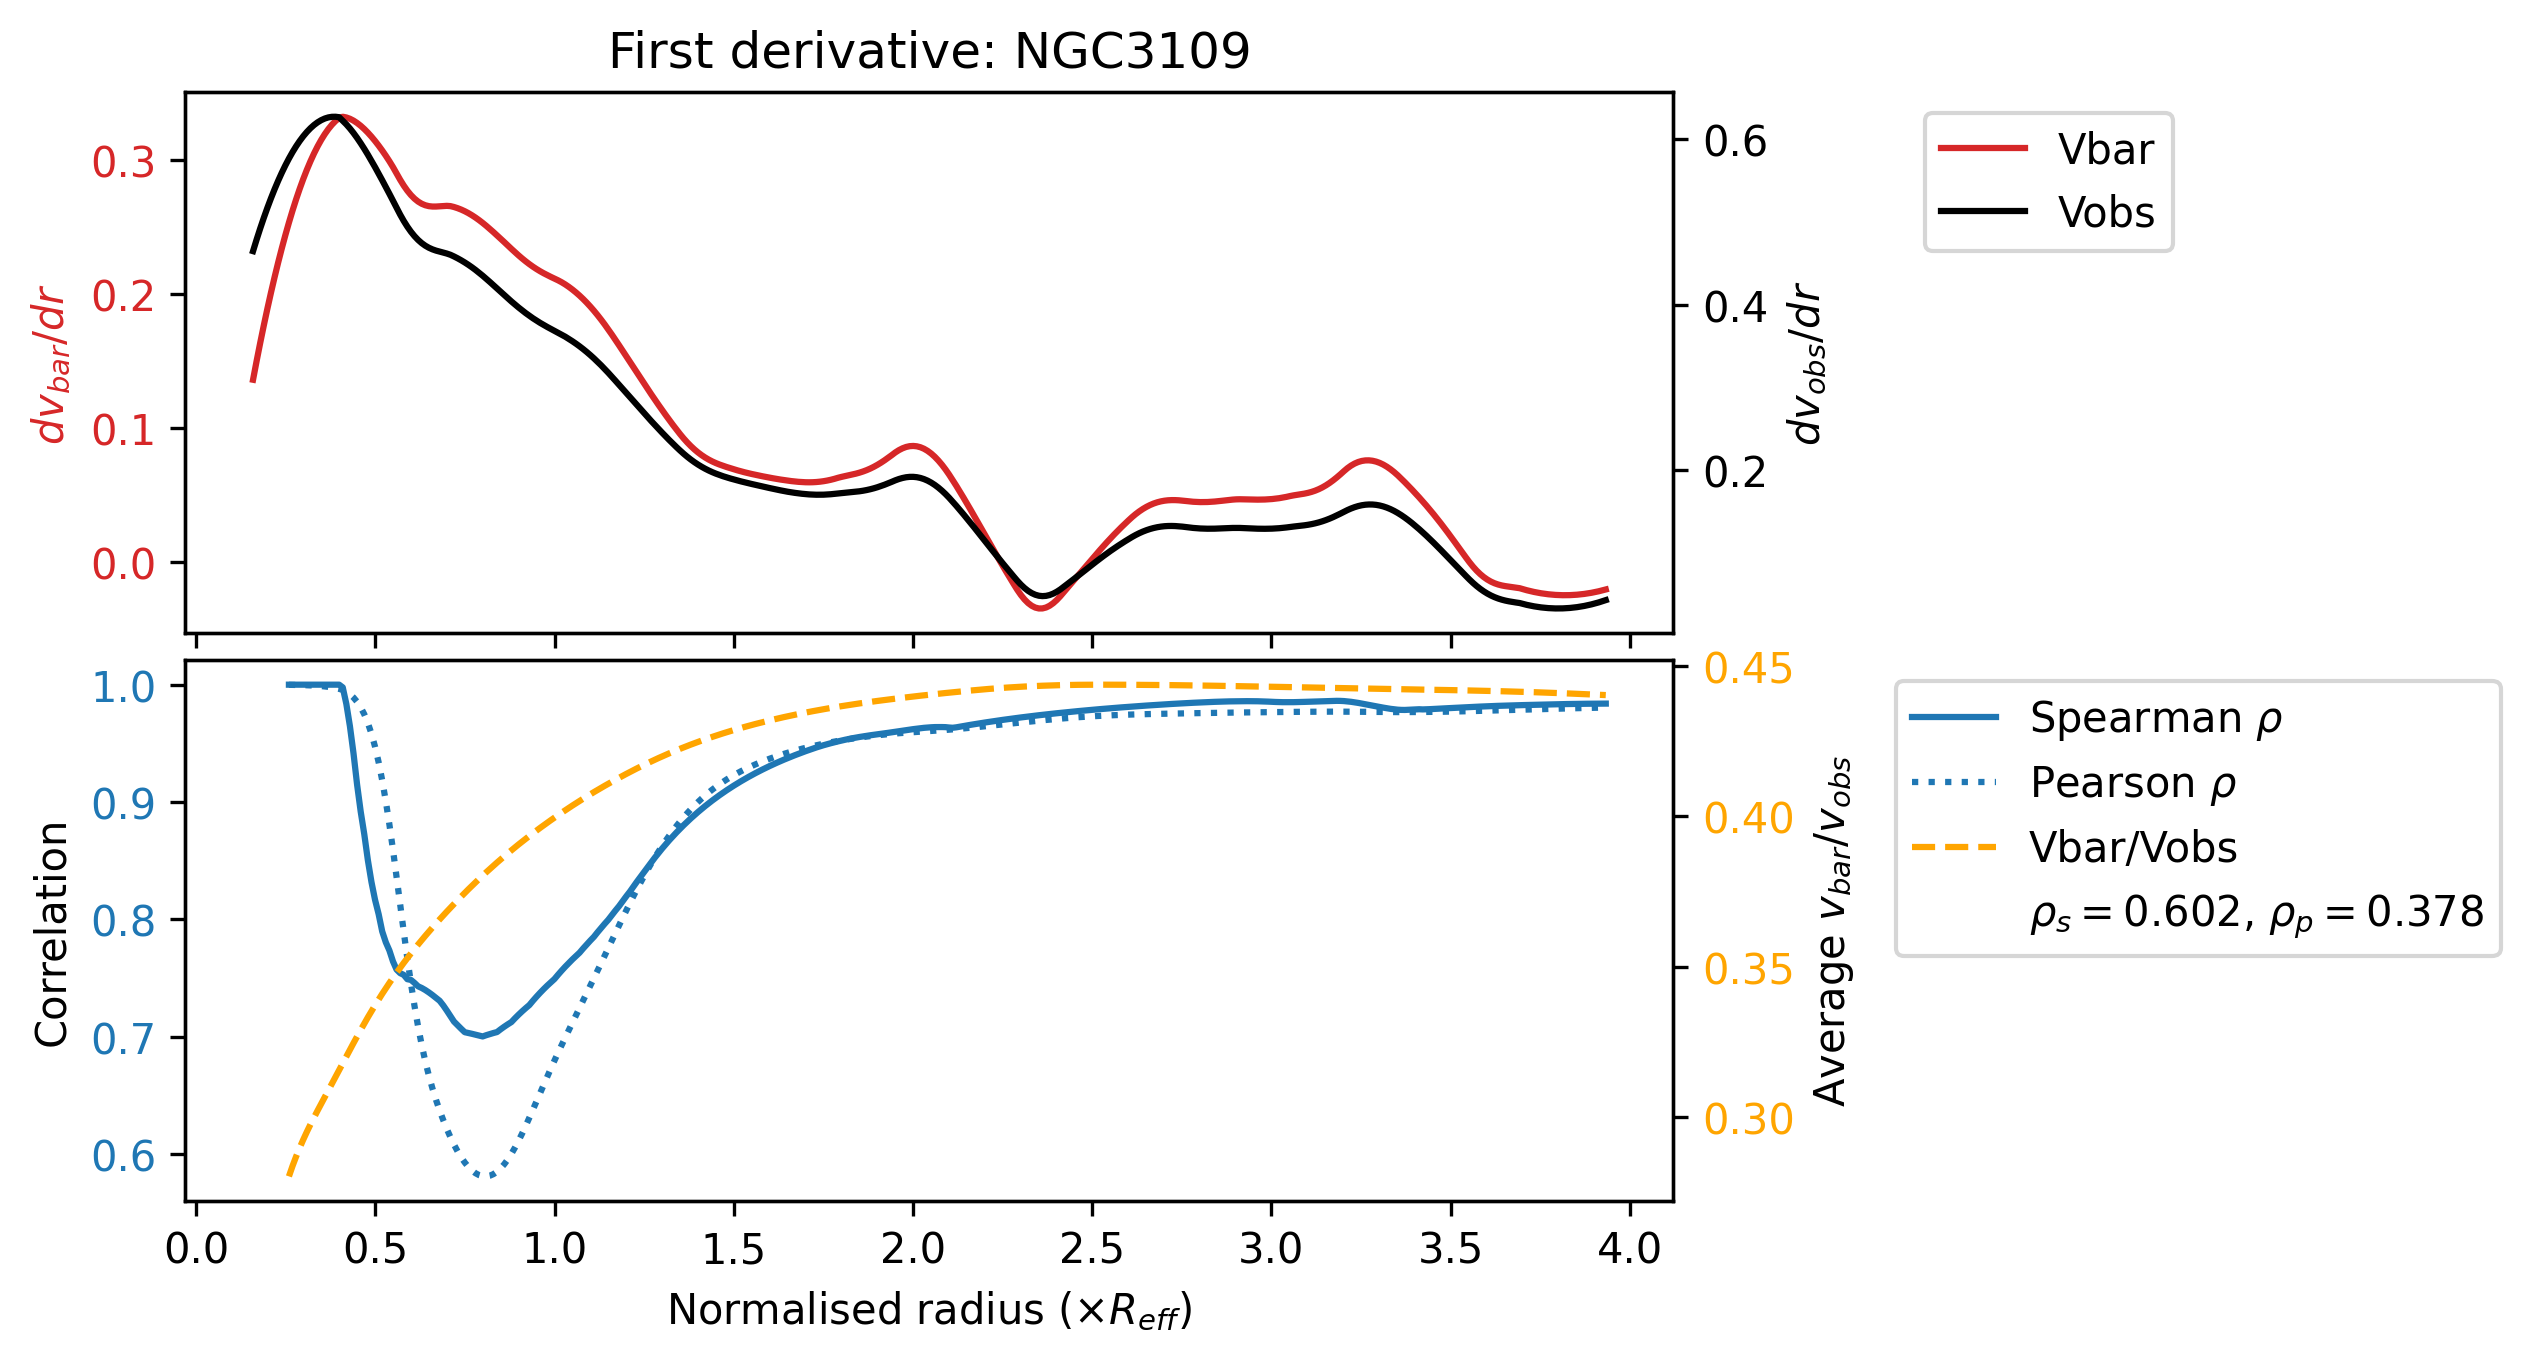 First derivative: NGC3109
dv_bar/dr
0.3
0.2
0.1
0.0
0.6
0.4
0.2
dv_obs/dr
Vbar
Vobs
Correlation
1.0
0.9
0.8
0.7
0.6
0.45
0.40
0.35
0.30
Average v_bar/v_obs
Spearman ρ
Pearson ρ
Vbar/Vobs
ρ_s = 0.602, ρ_p = 0.378
0.0 0.5 1.0 1.5 2.0 2.5 3.0 3.5 4.0
Normalised radius (×R_eff)